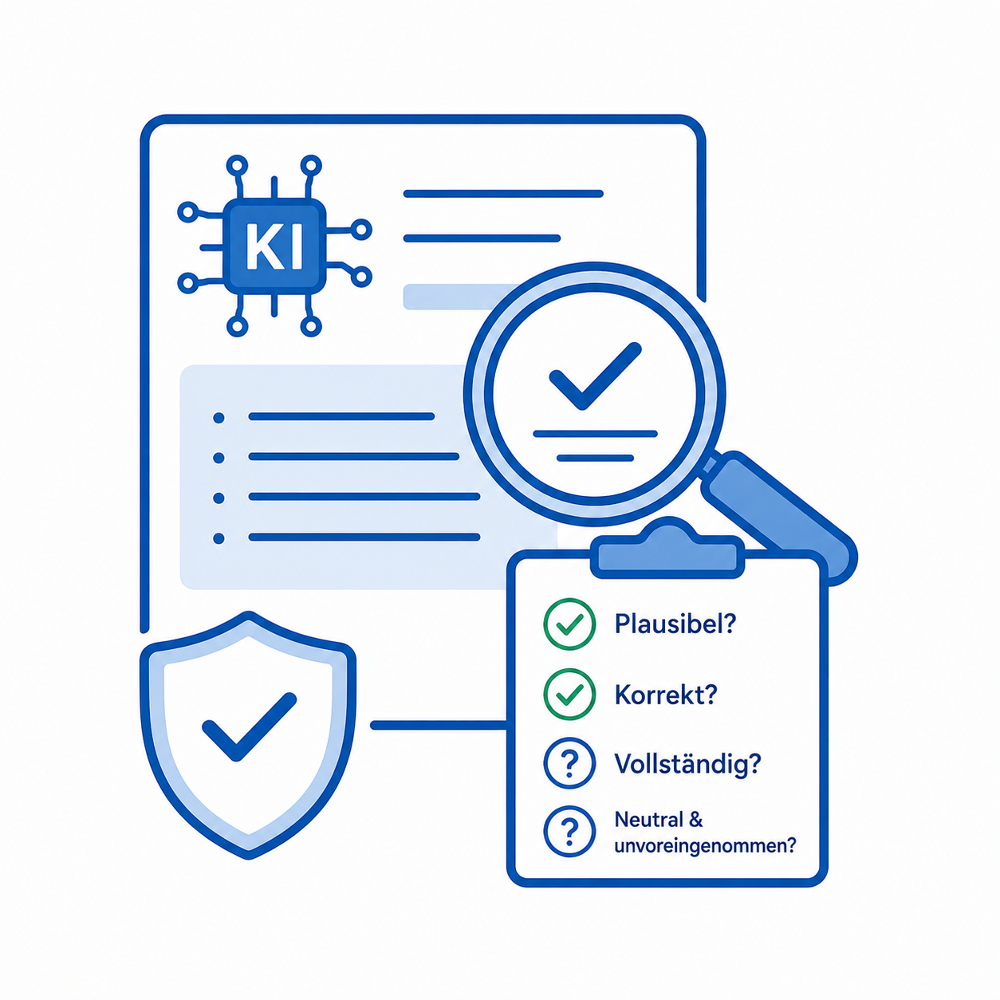 KI
Plausibel?
Korrekt?
?
Vollständig?
?
Neutral &
unvoreingenommen?